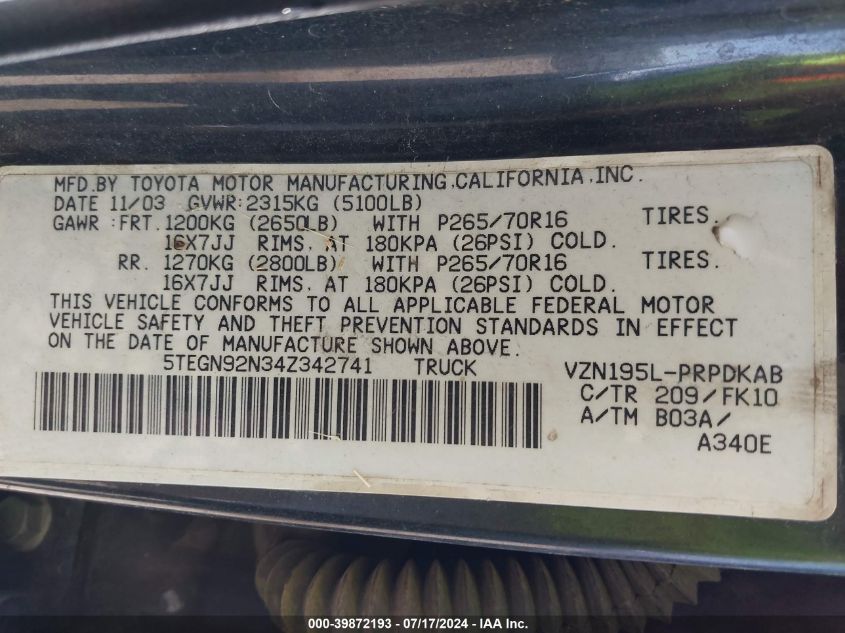 MFD.BY TOYOTA MOTOR MANUFACTURING.CALIFORNIA.INC.
DATE 11/03 GVWR:2315KG (5100LB)
GAWR :FRT.1200KG (2650LB) WITH P265/70R16 TIRES.
16X7JJ RIMS. AT 180KPA (26PSI) COLD.
RR. 1270KG (2800LB) WITH P265/70R16 TIRES.
16X7JJ RIMS. AT 180KPA (26PSI) COLD.
THIS VEHICLE CONFORMS TO ALL APPLICABLE FEDERAL MOTOR
VEHICLE SAFETY AND THEFT PREVENTION STANDARDS IN EFFECT
ON THE DATE OF MANUFACTURE SHOWN ABOVE.
5TEGN92N34Z342741 TRUCK VZN195L-PRPDKAB
C/TR 209/FK10
A/TM B03A/
A340E
000-39872193 - 07/17/2024 - IAA Inc.